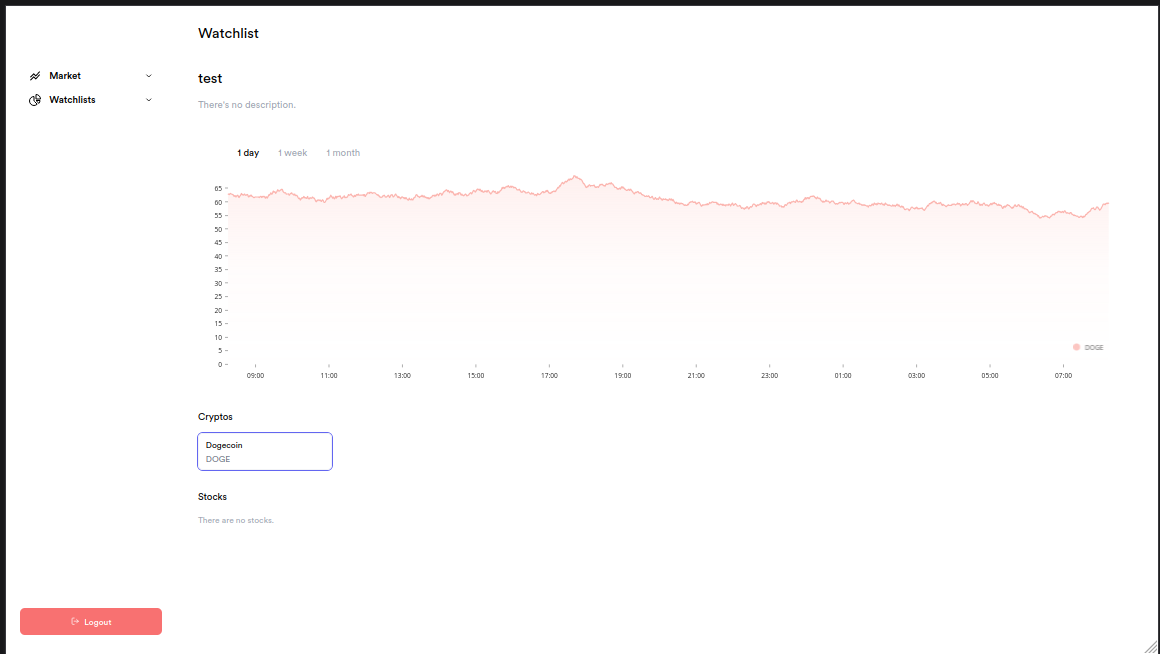 Watchlist
Market
Watchlists
test
There's no description.
1 day 1 week 1 month
65
60
55
50
45
40
35
30
25
20
15
10
5
0
DOGE
09:00 11:00 13:00 15:00 17:00 19:00 21:00 23:00 01:00 03:00 05:00 07:00
Cryptos
Dogecoin
DOGE
Stocks
There are no stocks.
Logout